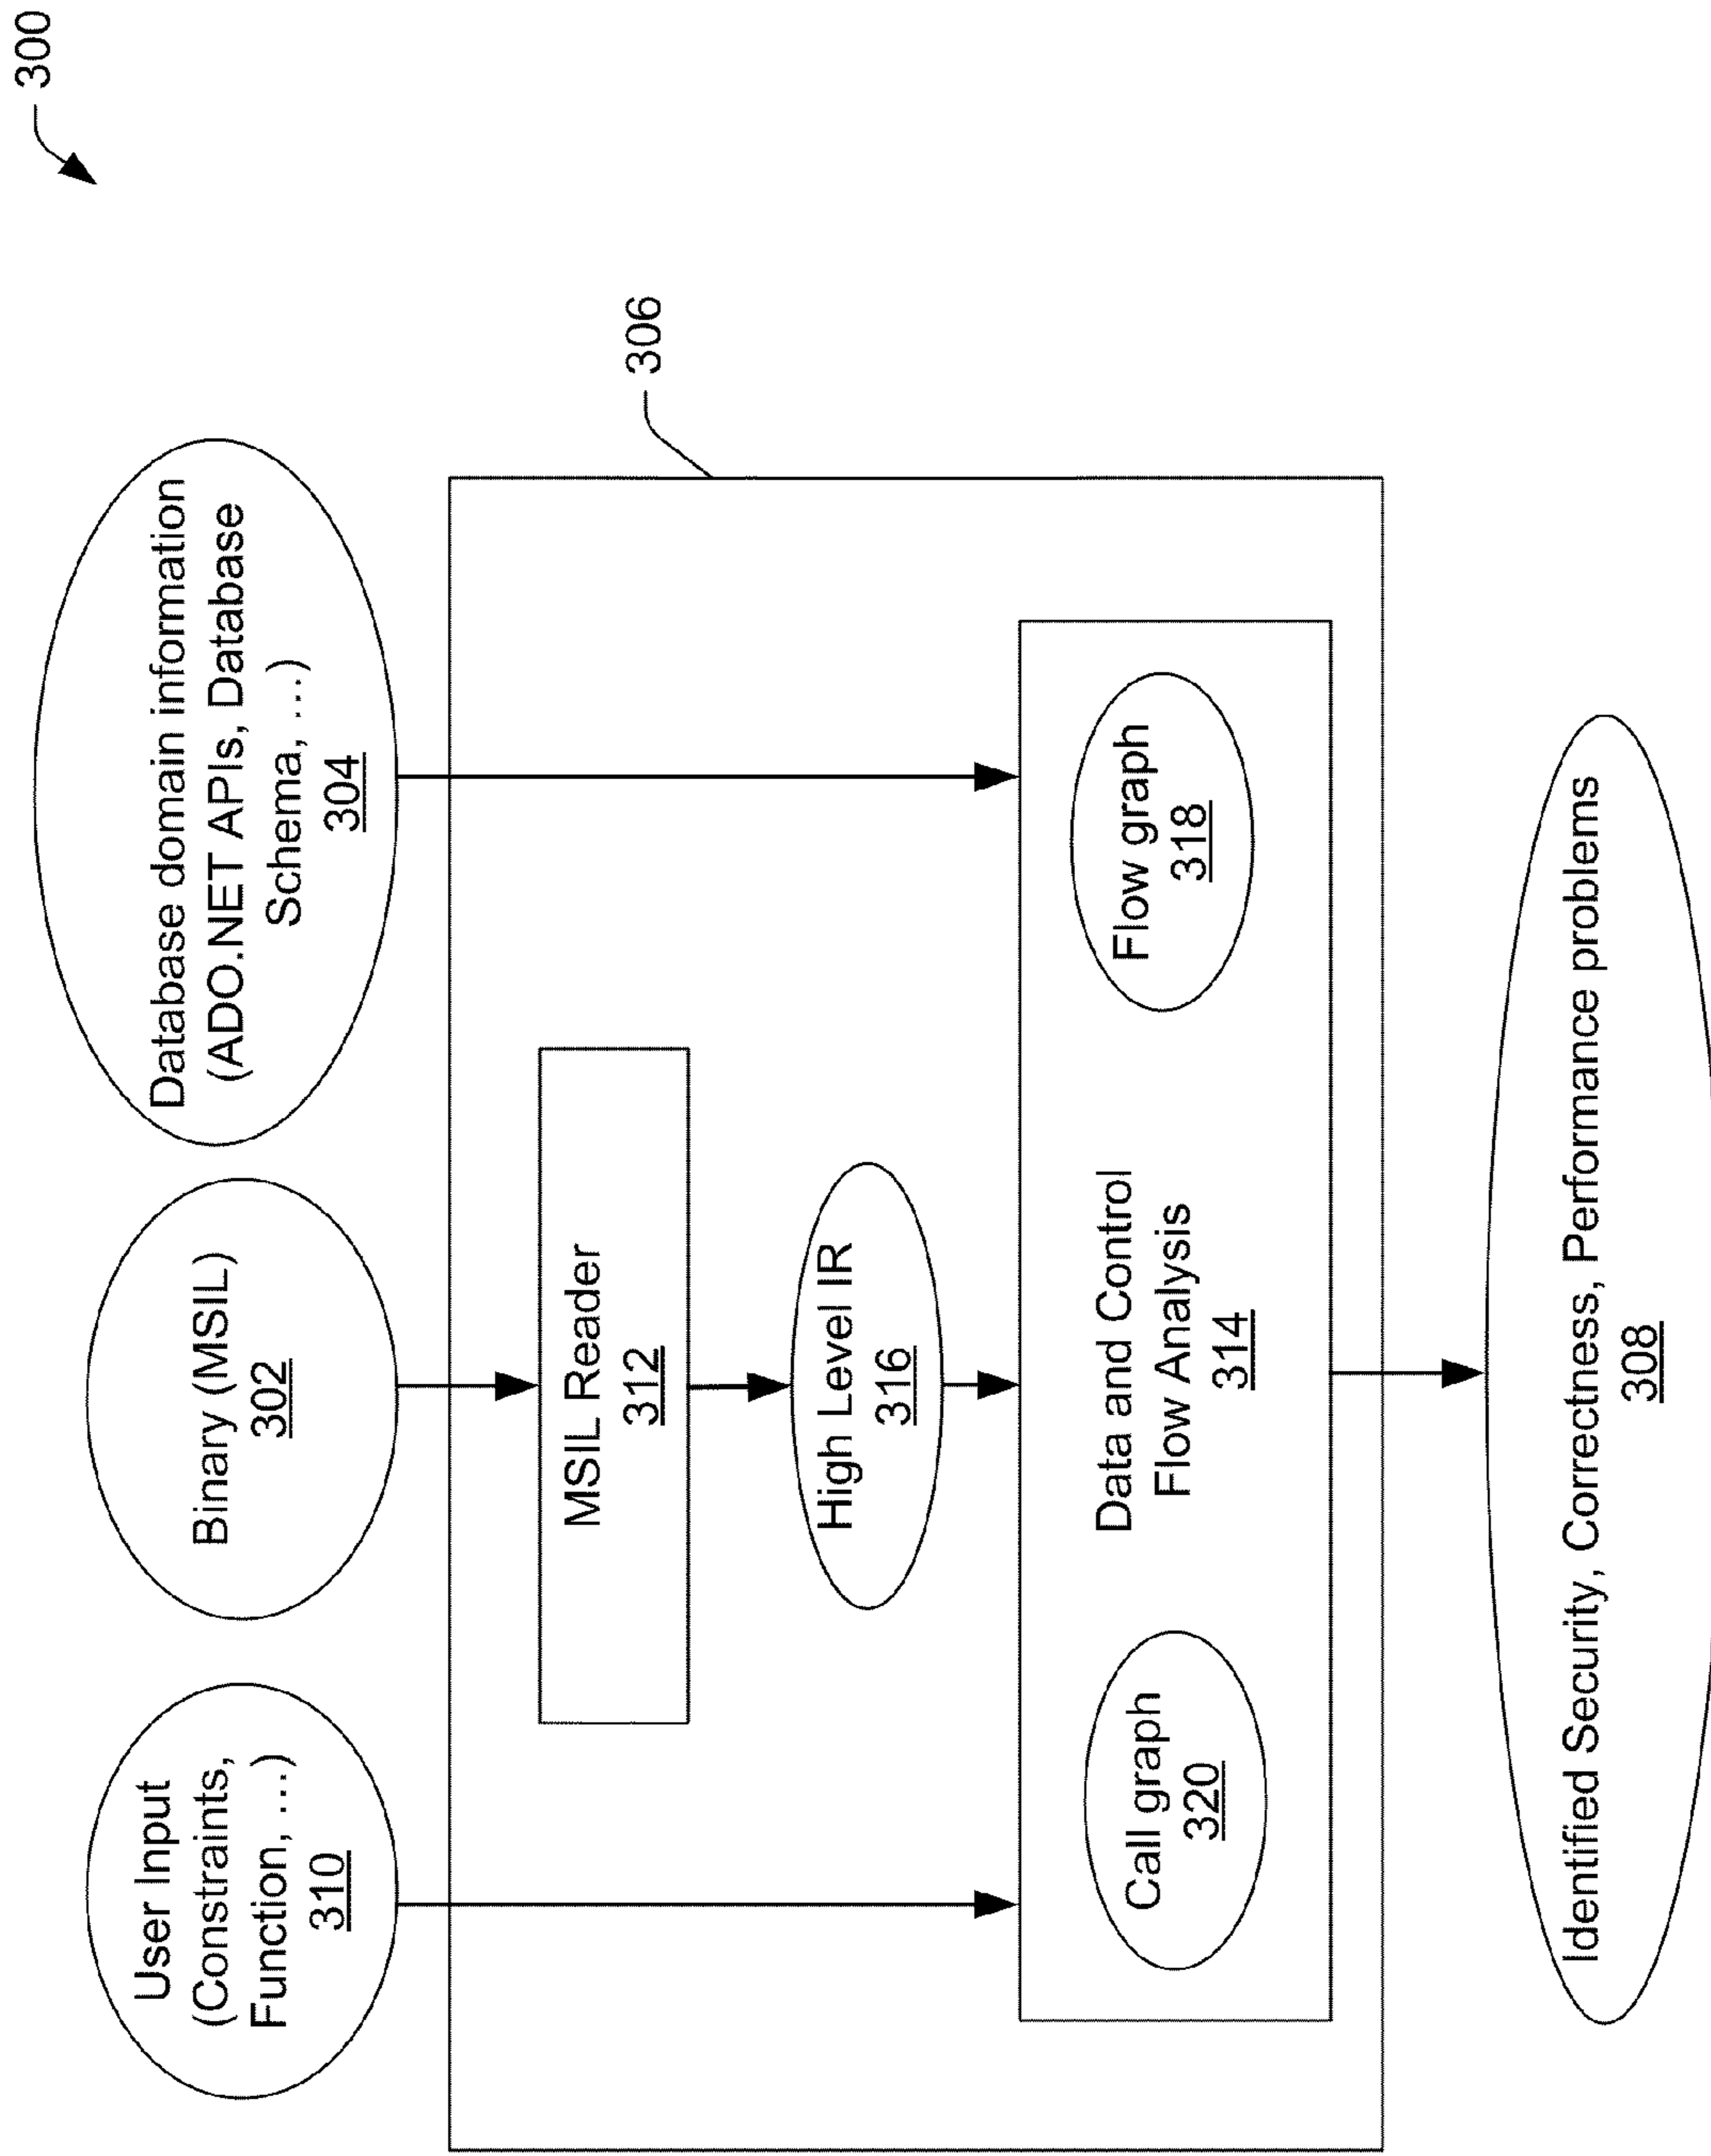 300
User Input
(Constraints,
Function, …)
310
Binary (MSIL)
302
Database domain information
(ADO.NET APIs, Database
Schema, …)
304
306
MSIL Reader
312
High Level IR
316
Call graph
320
Data and Control
Flow Analysis
314
Flow graph
318
Identified Security, Correctness, Performance problems
308